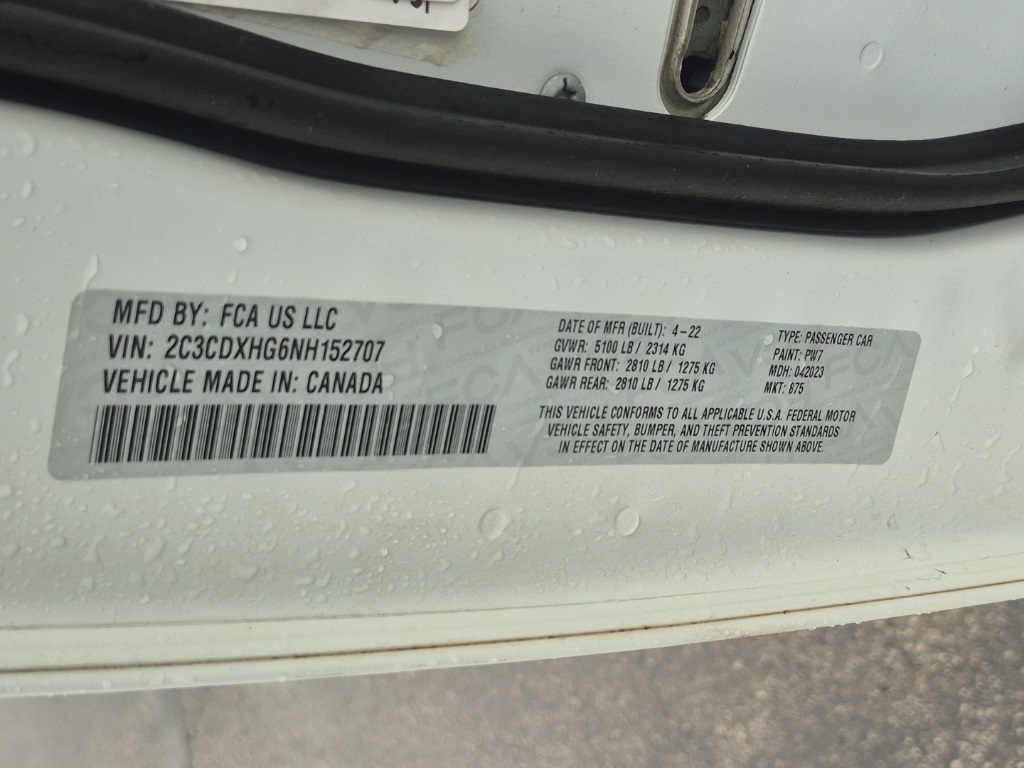 MFD BY: FCA US LLC
VIN: 2C3CDXHG6NH152707
VEHICLE MADE IN: CANADA
DATE OF MFR (BUILT): 4-22
GVWR: 5100 LB / 2314 KG
GAWR FRONT: 2810 LB / 1275 KG
GAWR REAR: 2810 LB / 1275 KG
TYPE: PASSENGER CAR
PAINT: PW7
MDH: 042023
MKT: 875
THIS VEHICLE CONFORMS TO ALL APPLICABLE U.S.A. FEDERAL MOTOR
VEHICLE SAFETY, BUMPER, AND THEFT PREVENTION STANDARDS
IN EFFECT ON THE DATE OF MANUFACTURE SHOWN ABOVE.